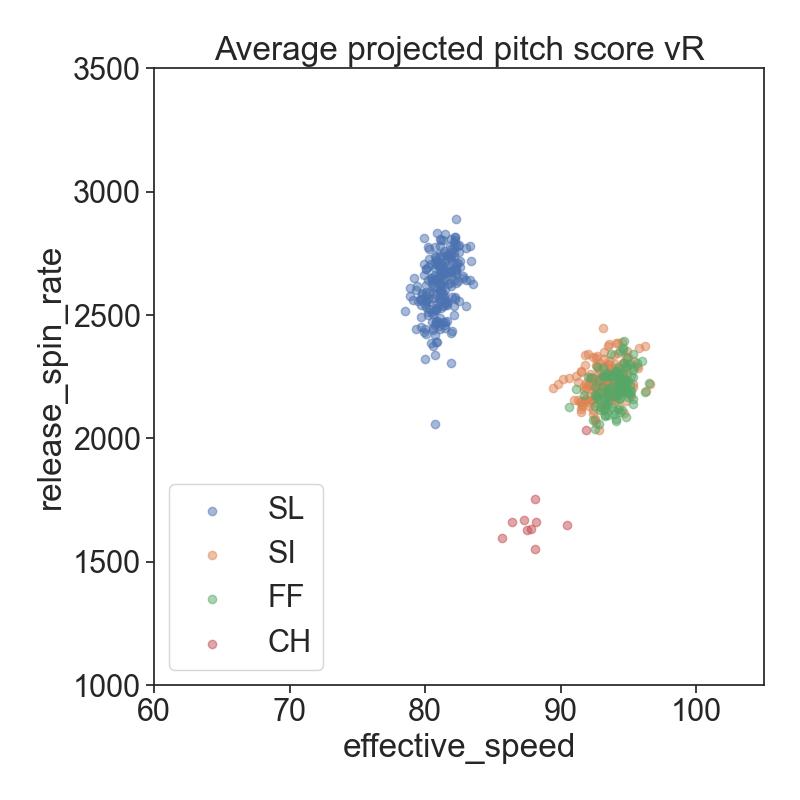 Average projected pitch score vR
3500
3000
2500
2000
1500
1000
release_spin_rate
SL
SI
FF
CH
60 70 80 90 100
effective_speed